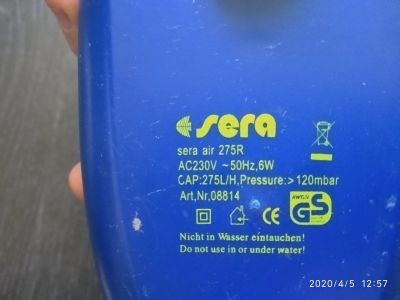 sera
sera air 275R
AC230V ~50Hz,6W
CAP:275L/H,Pressure:>120mbar
Art,Nr,08814
CE
GS
Nicht in Wasser eintauchen!
Do not use in or under water!
2020/4/5 12:57